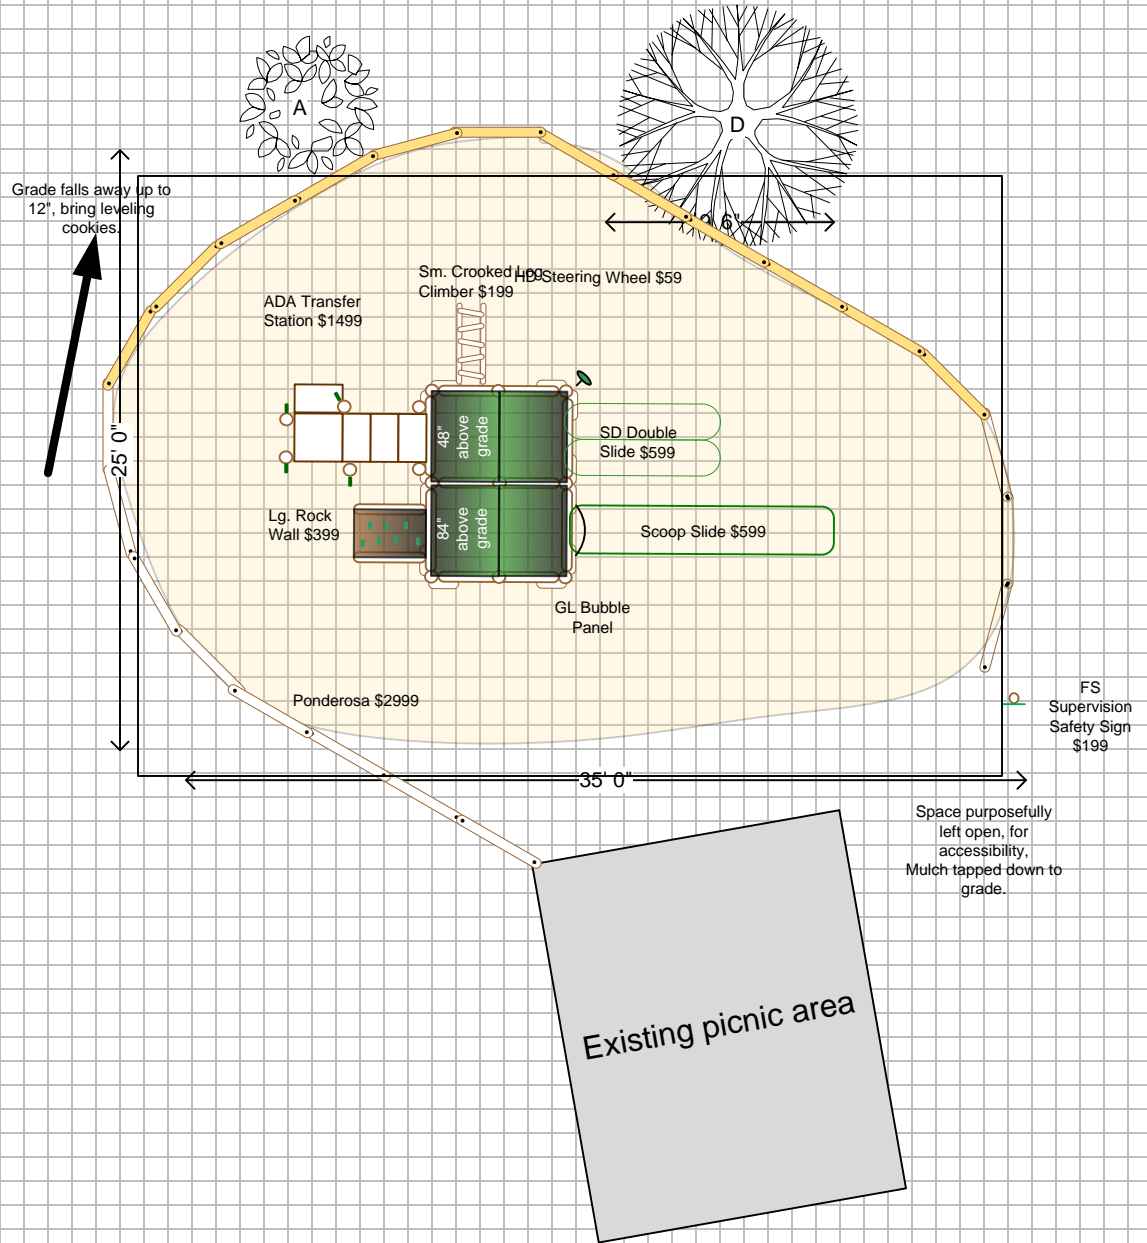 A
D
Grade falls away up to
12", bring leveling
cookies.
6"
Sm. Crooked Log
Climber $199
HD Steering Wheel $59
ADA Transfer
Station $1499
48"
above
grade
SD Double
Slide $599
25' 0"
Lg. Rock
Wall $399
84"
above
grade
Scoop Slide $599
GL Bubble
Panel
Ponderosa $2999
FS
Supervision
Safety Sign
$199
35' 0"
Space purposefully
left open, for
accessibility,
Mulch tapped down to
grade.
Existing picnic area